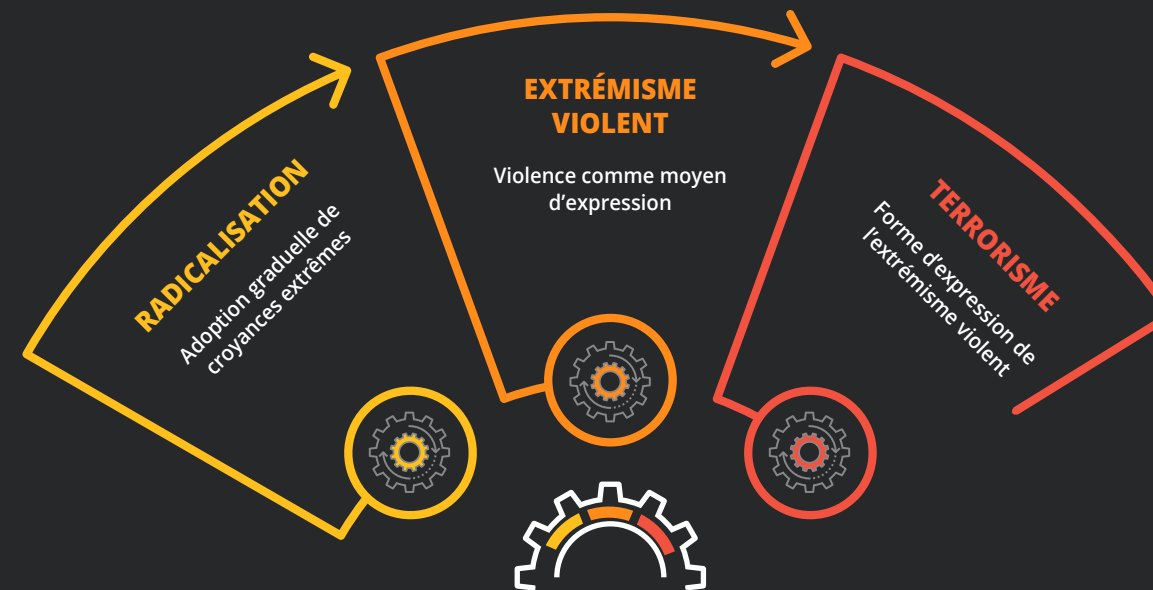 RADICALISATION
Adoption graduelle de
croyances extrêmes
EXTRÉMISME
VIOLENT
Violence comme moyen
d’expression
TERRORISME
Forme d’expression de
l’extrémisme violent